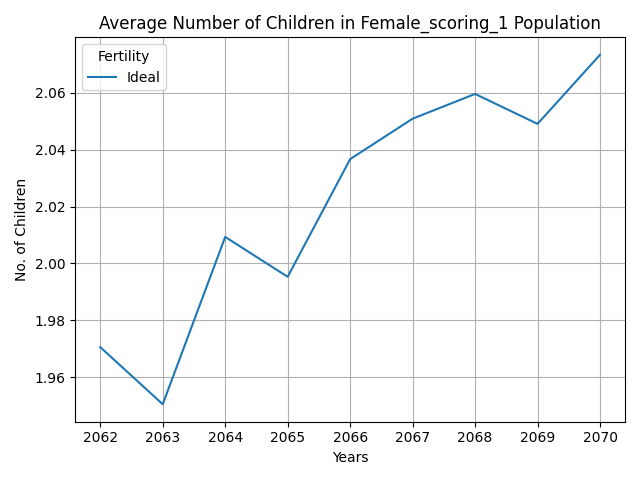 Average Number of Children in Female_scoring_1 Population
Fertility
Ideal
No. of Children
2.06
2.04
2.02
2.00
1.98
1.96
2062 2063 2064 2065 2066 2067 2068 2069 2070
Years